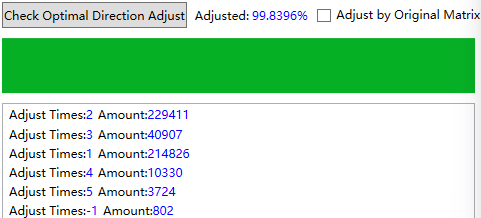 Check Optimal Direction Adjust Adjusted: 99.8396% Adjust by Original Matrix
Adjust Times:2 Amount:229411
Adjust Times:3 Amount:40907
Adjust Times:1 Amount:214826
Adjust Times:4 Amount:10330
Adjust Times:5 Amount:3724
Adjust Times:-1 Amount:802